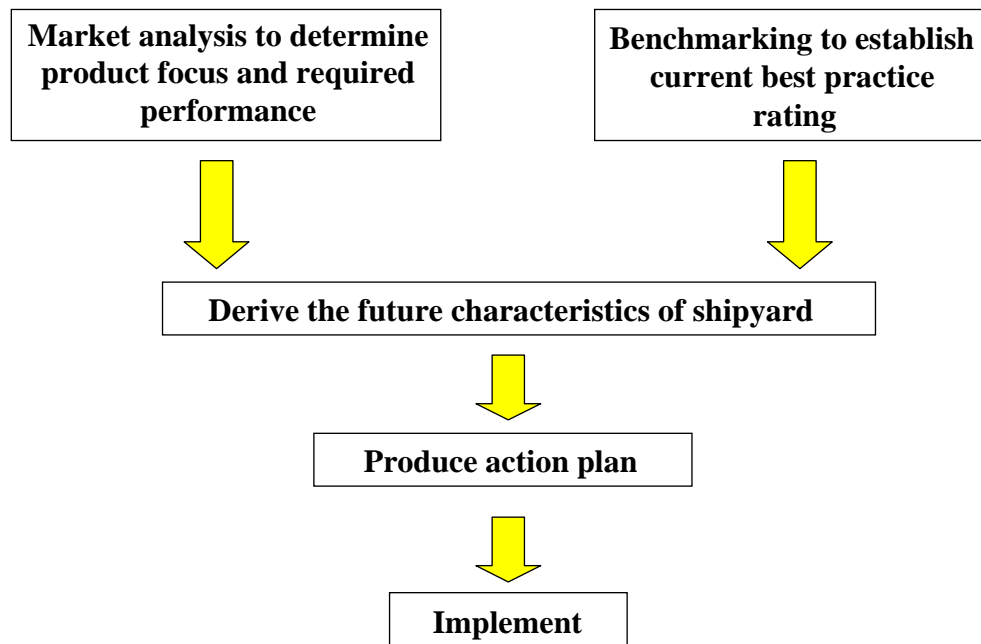 Market analysis to determine
product focus and required
performance
Benchmarking to establish
current best practice
rating
Derive the future characteristics of shipyard
Produce action plan
Implement